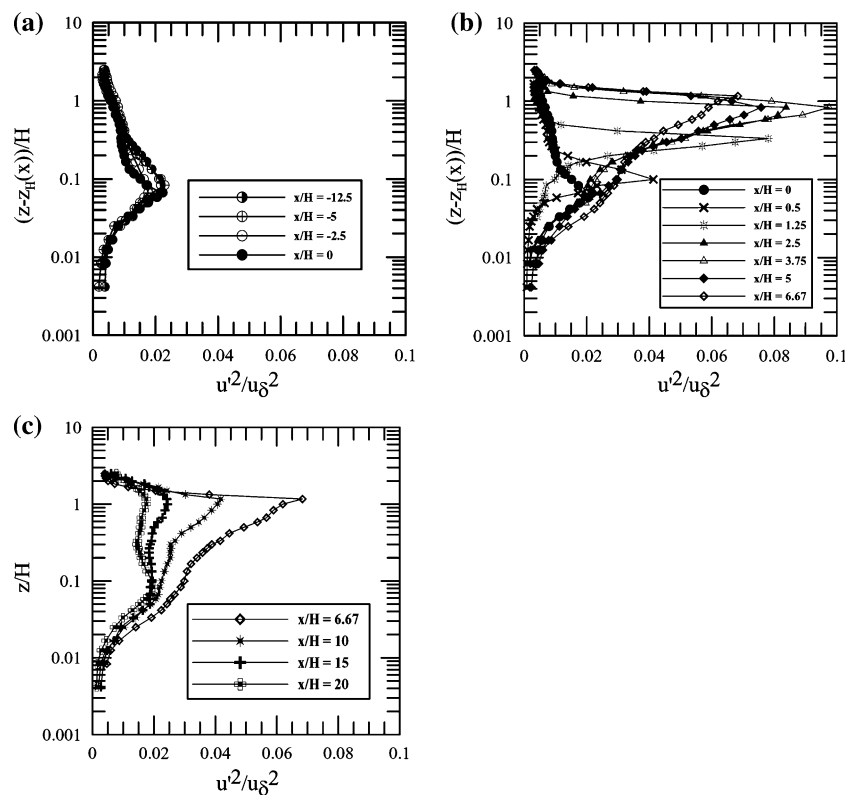 (a)
10
1
0.1
0.01
0.001
(z-z_H(x))/H
x/H = -12.5
x/H = -5
x/H = -2.5
x/H = 0
0 0.02 0.04 0.06 0.08 0.1
u'²/u_δ²
(b)
10
1
0.1
0.01
0.001
(z-z_H(x))/H
x/H = 0
x/H = 0.5
x/H = 1.25
x/H = 2.5
x/H = 3.75
x/H = 5
x/H = 6.67
0 0.02 0.04 0.06 0.08 0.1
u'²/u_δ²
(c)
10
1
0.1
0.01
0.001
z/H
x/H = 6.67
x/H = 10
x/H = 15
x/H = 20
0 0.02 0.04 0.06 0.08 0.1
u'²/u_δ²